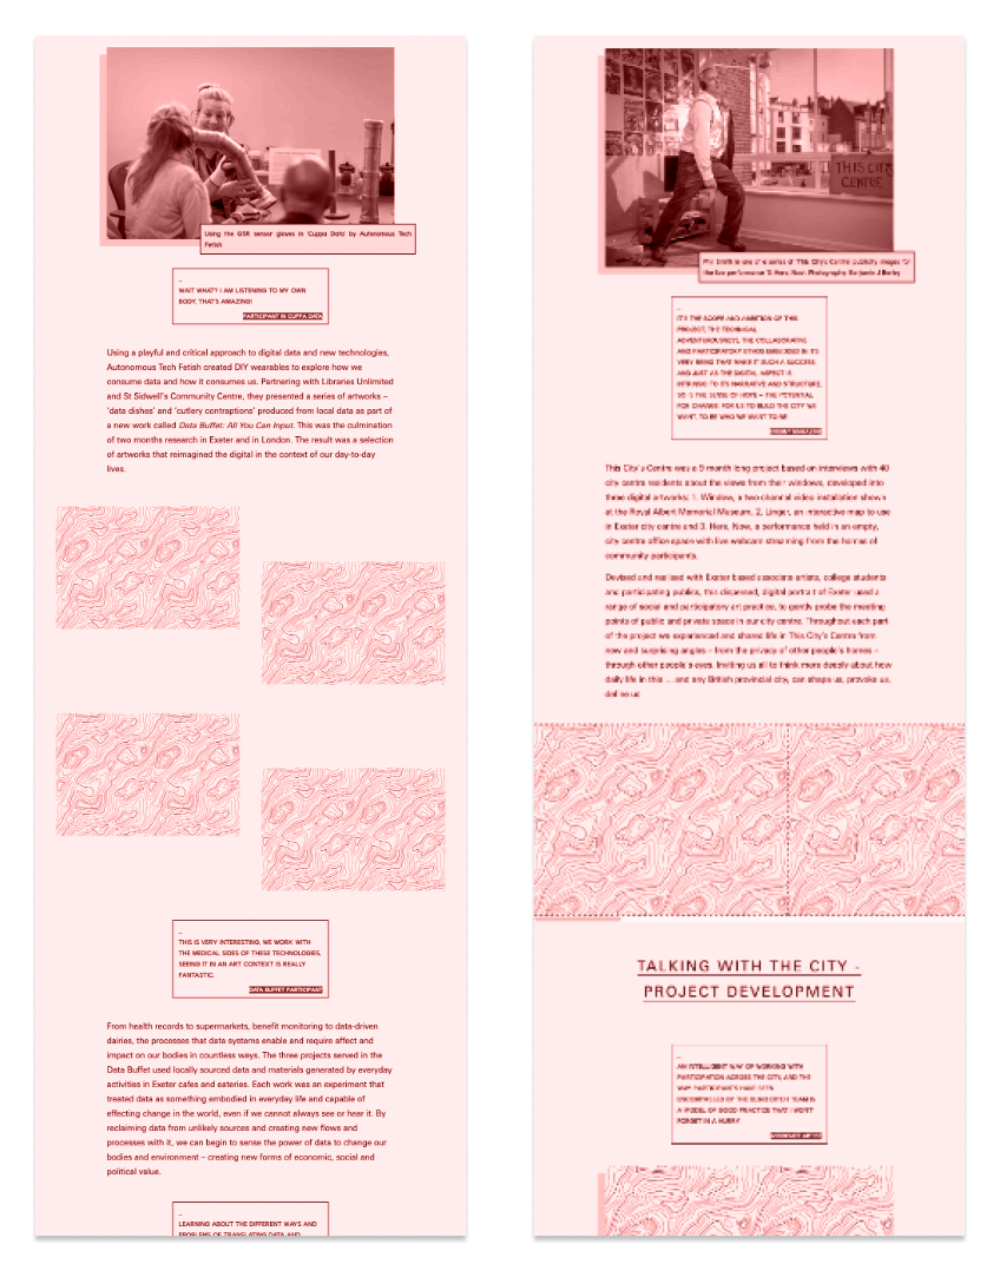 Using the GSR sensor gloves in 'Cuppa Data' by Autonomous Tech
Fetish
–
WAIT WHAT? I AM LISTENING TO MY OWN
BODY, THAT'S AMAZING!
PARTICIPANT IN CUPPA DATA
Using a playful and critical approach to digital data and new technologies,
Autonomous Tech Fetish created DIY wearables to explore how we
consume data and how it consumes us. Partnering with Libraries Unlimited
and St Sidwell's Community Centre, they presented a series of artworks –
'data dishes' and 'cutlery contraptions' produced from local data as part of
a new work called Data Buffet: All You Can Input. This was the culmination
of two months research in Exeter and in London. The result was a selection
of artworks that reimagined the digital in the context of our day-to-day
lives.
–
THIS IS VERY INTERESTING, WE WORK WITH
THE MEDICAL SIDES OF THESE TECHNOLOGIES,
SEEING IT IN AN ART CONTEXT IS REALLY
FANTASTIC.
DATA BUFFET PARTICIPANT
From health records to supermarkets, benefit monitoring to data-driven
dairies, the processes that data systems enable and require affect and
impact on our bodies in countless ways. The three projects served in the
Data Buffet used locally sourced data and materials generated by everyday
activities in Exeter cafes and eateries. Each work was an experiment that
treated data as something embodied in everyday life and capable of
effecting change in the world, even if we cannot always see or hear it. By
reclaiming data from unlikely sources and creating new flows and
processes with it, we can begin to sense the power of data to change our
bodies and environment – creating new forms of economic, social and
political value.
–
LEARNING ABOUT THE DIFFERENT WAYS AND
PROBLEMS OF TRANSLATING DATA AND
THIS CITY
CENTRE
Smith is one of a series of 'This City's Centre' publicity images for
the live performance 'Here, Now'. Photography Benjamin J Borley
–
IT'S THE SCOPE AND AMBITION OF THIS
PROJECT, THE TECHNICAL
ADVENTUROUSNESS, THE COLLABORATIVE
AND PARTICIPATORY ETHOS EMBEDDED IN ITS
VERY BEING THAT MAKE IT SUCH A SUCCESS.
AND JUST AS THE DIGITAL ASPECT IS
INTRINSIC TO ITS NARRATIVE AND STRUCTURE,
SO IS THE SENSE OF HOPE – THE POTENTIAL
FOR CHANGE, FOR US TO BUILD THE CITY WE
WANT, TO BE WHO WE WANT TO BE.
MAGAZINE
This City's Centre was a 9 month long project based on interviews with 40
city centre residents about the views from their windows, developed into
three digital artworks: 1. Window, a two channel video installation shown
at the Royal Albert Memorial Museum, 2. Linger, an interactive map to use
in Exeter city centre and 3. Here, Now, a performance held in an empty,
city centre office space with live webcam streaming from the homes of
community participants.
Devised and realised with Exeter based associate artists, college students
and participating publics, this dispersed, digital portrait of Exeter used a
range of social and participatory art practice, to gently probe the meeting
points of public and private space in our city centre. Throughout each part
of the project we experienced and shared life in This City's Centre from
new and surprising angles – from the privacy of other people's homes –
through other people's eyes. Inviting us all to think more deeply about how
daily life in this ... and any British provincial city, can shape us, provoke us,
define us.
TALKING WITH THE CITY -
PROJECT DEVELOPMENT
–
AN INTELLIGENT WAY OF WORKING WITH
PARTICIPATION ACROSS THE CITY, AND THE
WAY PARTICIPANTS HAVE BEEN
ENCOMPASSED BY THE BLIND DITCH TEAM IS
A MODEL OF GOOD PRACTICE THAT I WON'T
FORGET IN A HURRY